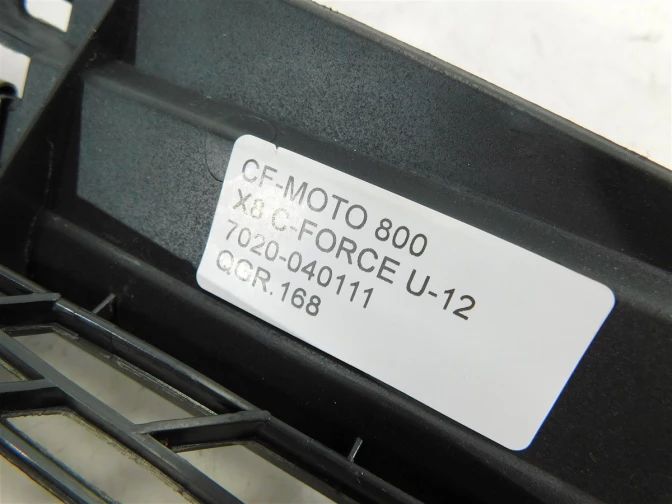 CF-MOTO 800
X8 C-FORCE U-12
7020-040111
QCR.168